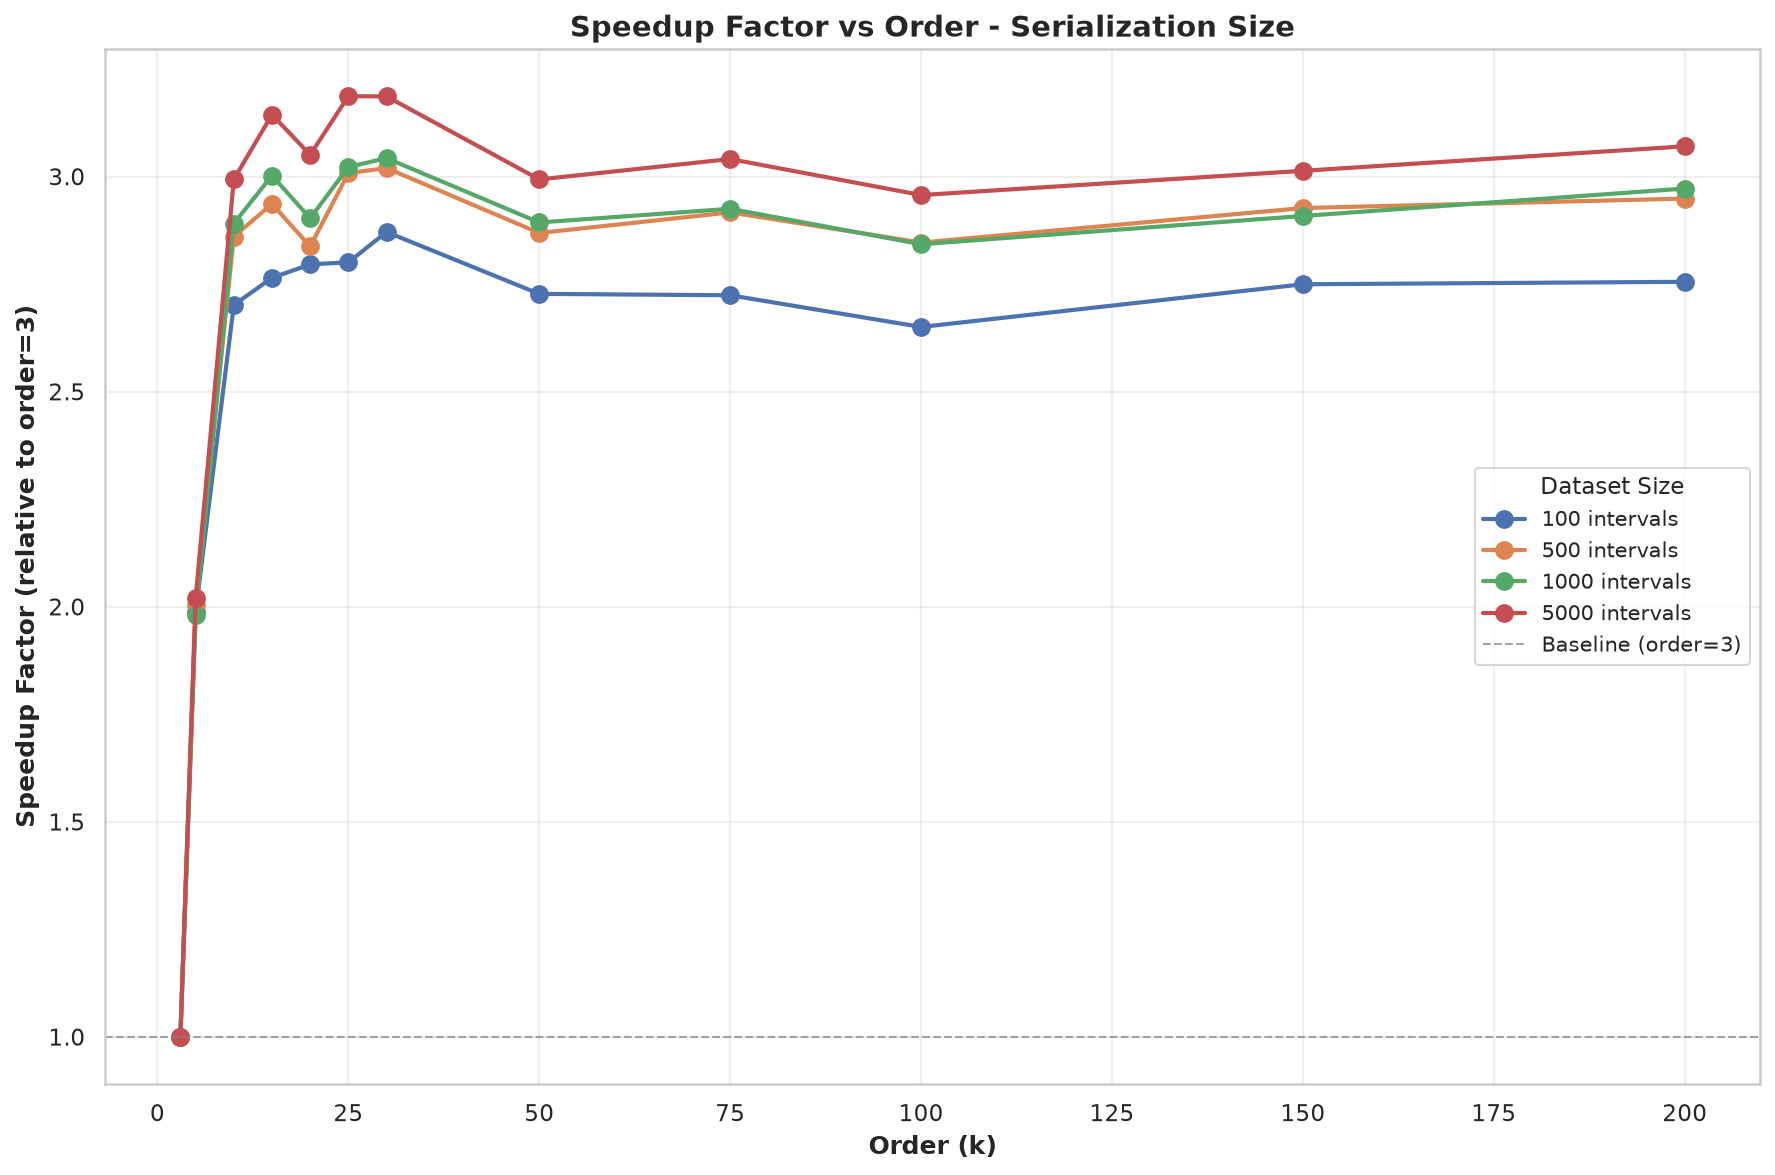 Speedup Factor vs Order - Serialization Size
Speedup Factor (relative to order=3)
3.0
2.5
2.0
1.5
1.0
Dataset Size
100 intervals
500 intervals
1000 intervals
5000 intervals
Baseline (order=3)
0 25 50 75 100 125 150 175 200
Order (k)